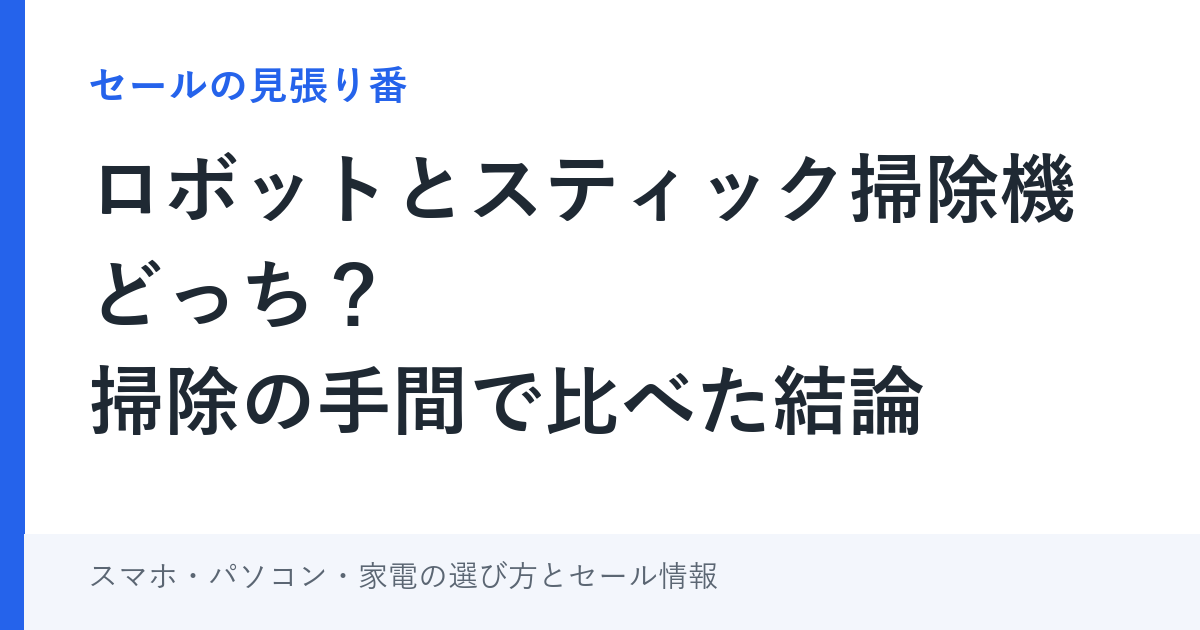 セールの見張り番
ロボットとスティック掃除機
どっち？
掃除の手間で比べた結論
スマホ・パソコン・家電の選び方とセール情報